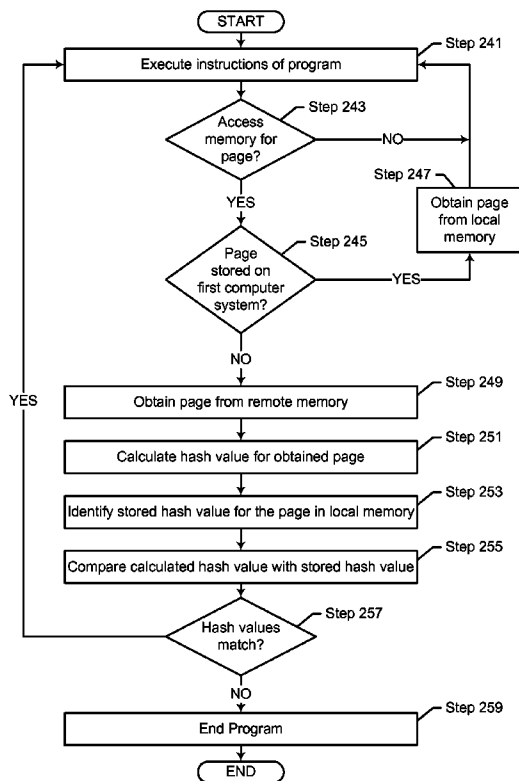 START
Step 241
Execute instructions of program
Step 243
Access
memory for
page?
NO
Step 247
YES
Obtain page
from local
memory
Step 245
Page
stored on
first computer
system?
YES
NO
YES
Step 249
Obtain page from remote memory
Step 251
Calculate hash value for obtained page
Step 253
Identify stored hash value for the page in local memory
Step 255
Compare calculated hash value with stored hash value
Step 257
Hash values
match?
NO
Step 259
End Program
END